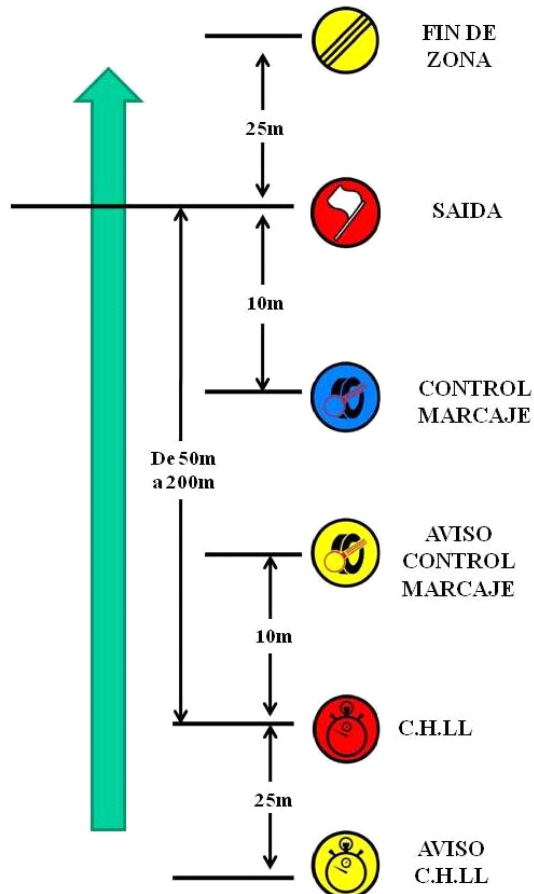 FIN DE
ZONA
25m
SAIDA
10m
CONTROL
MARCAJE
De 50m
a 200m
AVISO
CONTROL
MARCAJE
10m
C.H.LL
25m
AVISO
C.H.LL